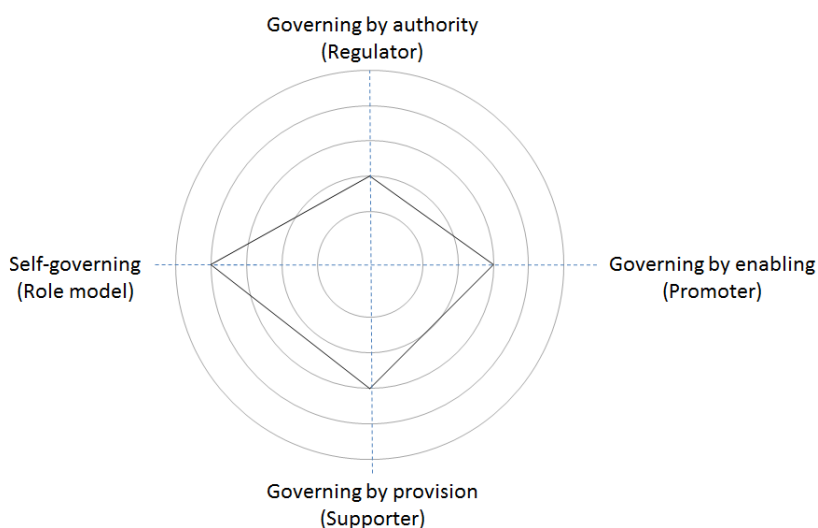 Governing by authority
(Regulator)
Self-governing
(Role model)
Governing by enabling
(Promoter)
Governing by provision
(Supporter)